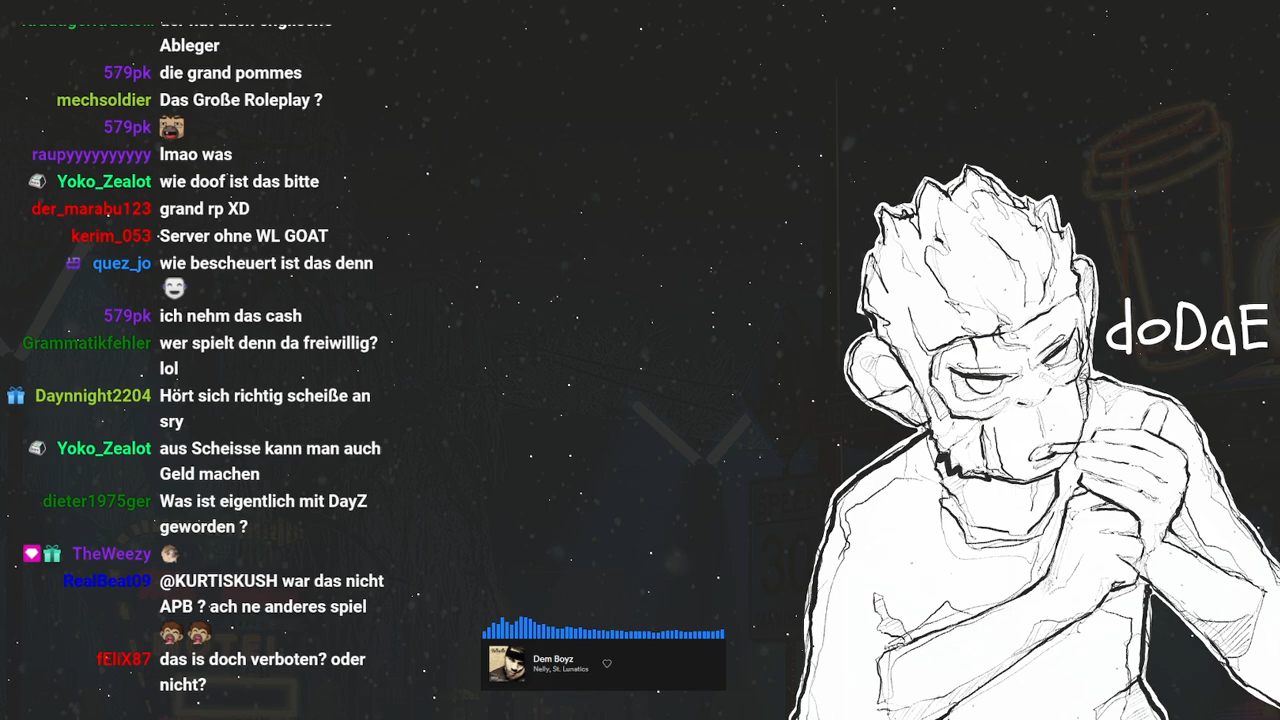 Ableger
579pk die grand pommes
mechsoldier Das Große Roleplay ?
579pk
raupyyyyyyyyyy lmao was
Yoko_Zealot wie doof ist das bitte
der_marabu123 grand rp XD
kerim_053 Server ohne WL GOAT
quez_jo wie bescheuert ist das denn
579pk ich nehm das cash
Grammatikfehler wer spielt denn da freiwillig?
lol
Daynnight2204 Hört sich richtig scheiße an
sry
Yoko_Zealot aus Scheisse kann man auch
Geld machen
dieter1975ger Was ist eigentlich mit DayZ
geworden ?
TheWeezy
RealBeat09 @KURTISKUSH war das nicht
APB ? ach ne anderes spiel
fEliX87 das is doch verboten? oder
nicht?
doDaE
Dem Boyz
Nelly, St. Lunatics